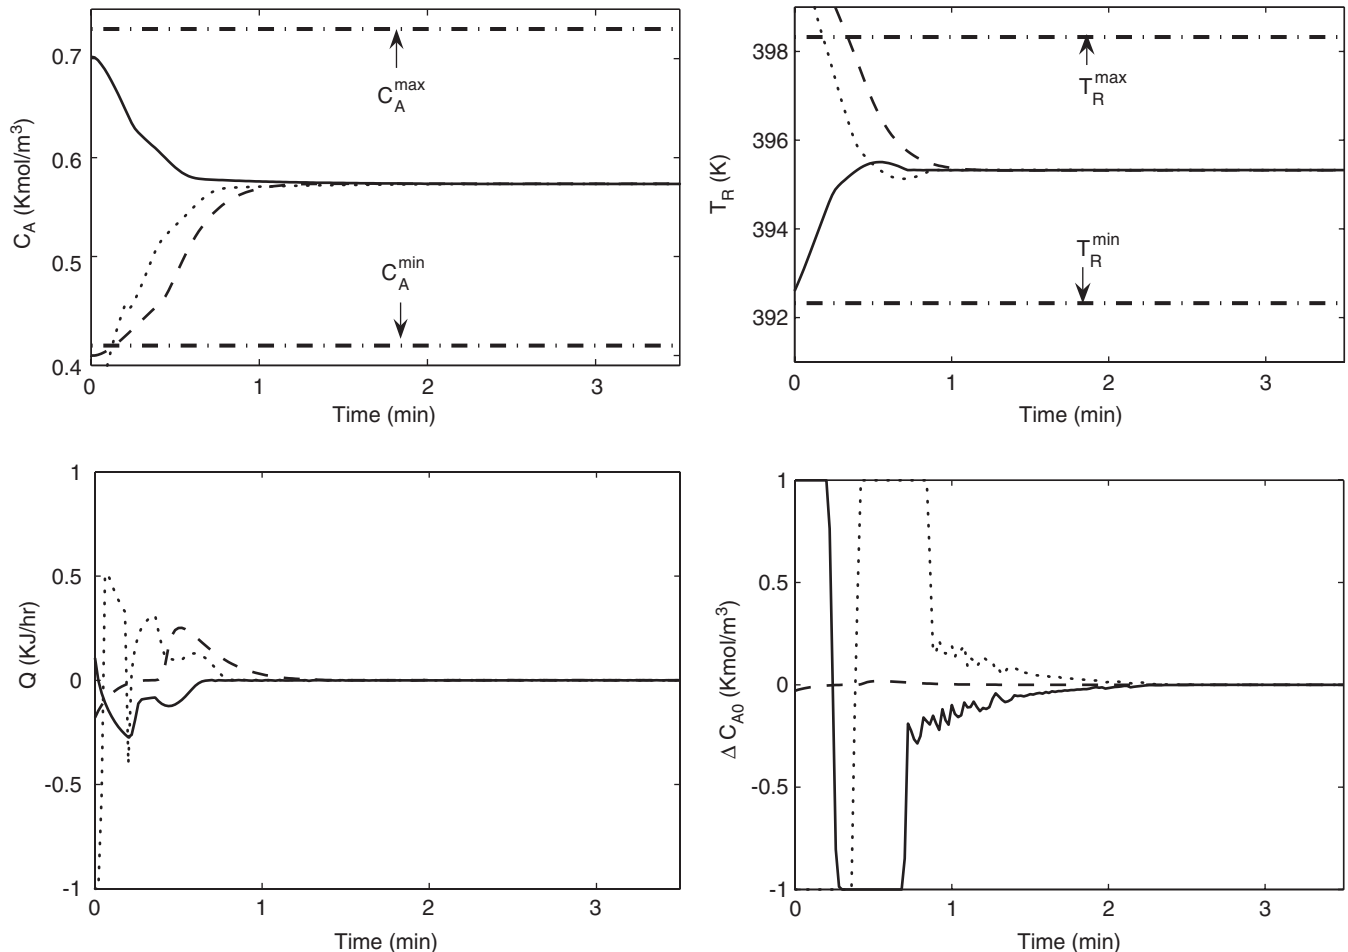 0.7
0.6
0.5
0.4
C_A (Kmol/m³)
C_A^max
C_A^min
0 1 2 3
Time (min)
398
396
394
392
T_R (K)
T_R^max
T_R^min
0 1 2 3
Time (min)
1
0.5
0
-0.5
-1
Q (KJ/hr)
0 1 2 3
Time (min)
1
0.5
0
-0.5
-1
Δ C_A0 (Kmol/m³)
0 1 2 3
Time (min)